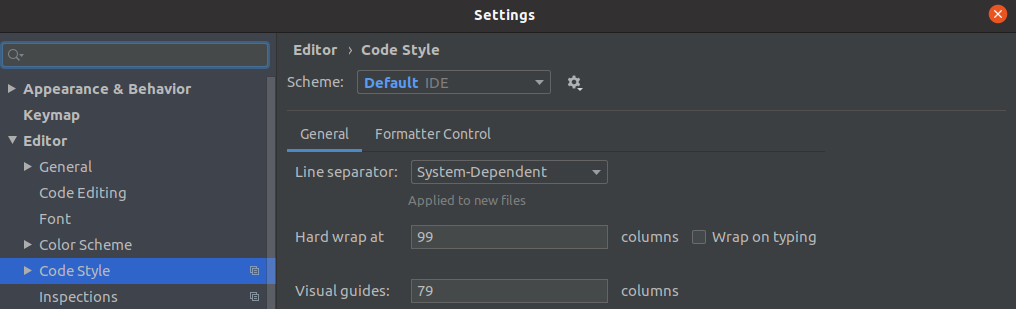 Settings
Appearance & Behavior
Keymap
Editor
General
Code Editing
Font
Color Scheme
Code Style
Inspections
Editor › Code Style
Scheme: Default IDE
General Formatter Control
Line separator: System-Dependent
Applied to new files
Hard wrap at 99 columns Wrap on typing
Visual guides: 79 columns